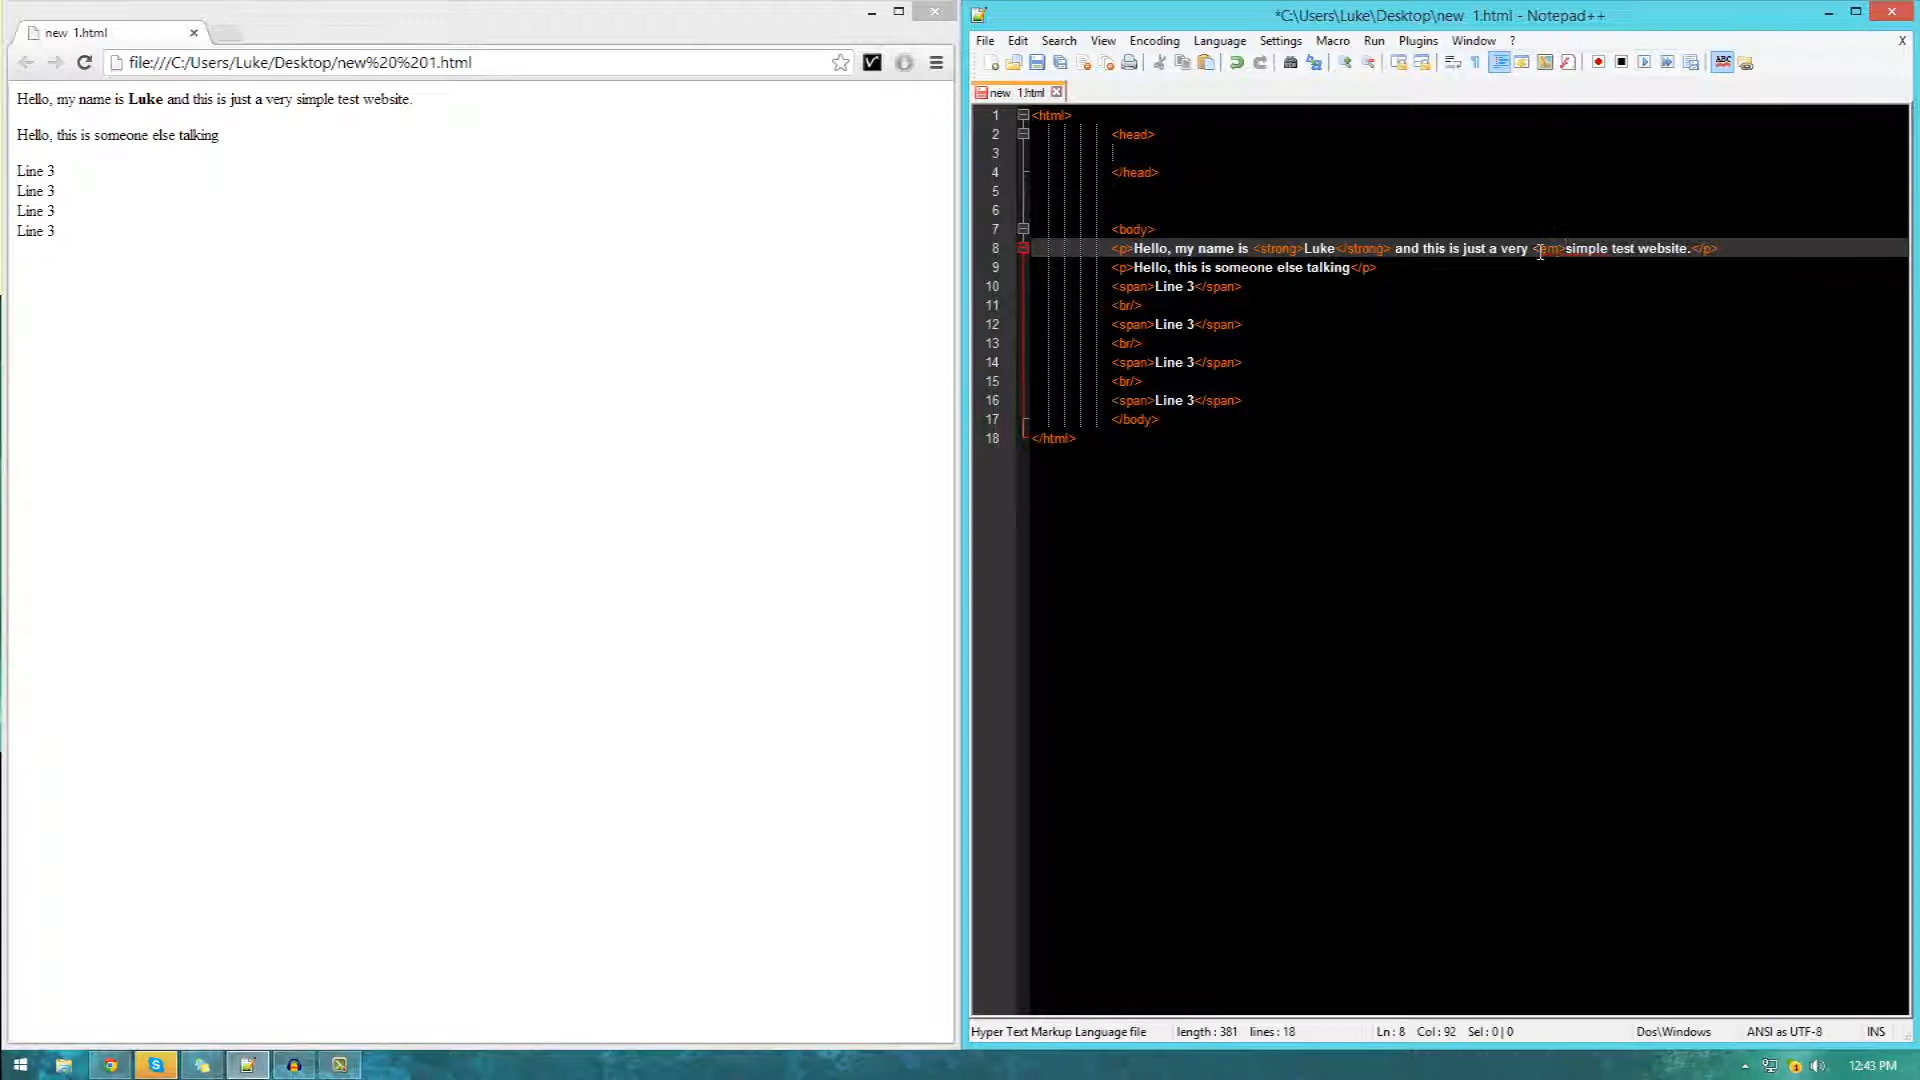 new 1.html
file:///C:/Users/Luke/Desktop/new%20%201.html
Hello, my name is Luke and this is just a very simple test website.
Hello, this is someone else talking
Line 3
Line 3
Line 3
Line 3
*C:\Users\Luke\Desktop\new 1.html - Notepad++
File Edit Search View Encoding Language Settings Macro Run Plugins Window ? X
ABC
new 1.html
1 <html>
2 <head>
3
4 </head>
5
6
7 <body>
8 <p>Hello, my name is <strong>Luke</strong> and this is just a very <em>simple test website.</p>
9 <p>Hello, this is someone else talking</p>
10 <span>Line 3</span>
11 <br/>
12 <span>Line 3</span>
13 <br/>
14 <span>Line 3</span>
15 <br/>
16 <span>Line 3</span>
17 </body>
18 </html>
Hyper Text Markup Language file length : 381 lines : 18 Ln : 8 Col : 92 Sel : 0 | 0 Dos\Windows ANSI as UTF-8 INS
12:43 PM